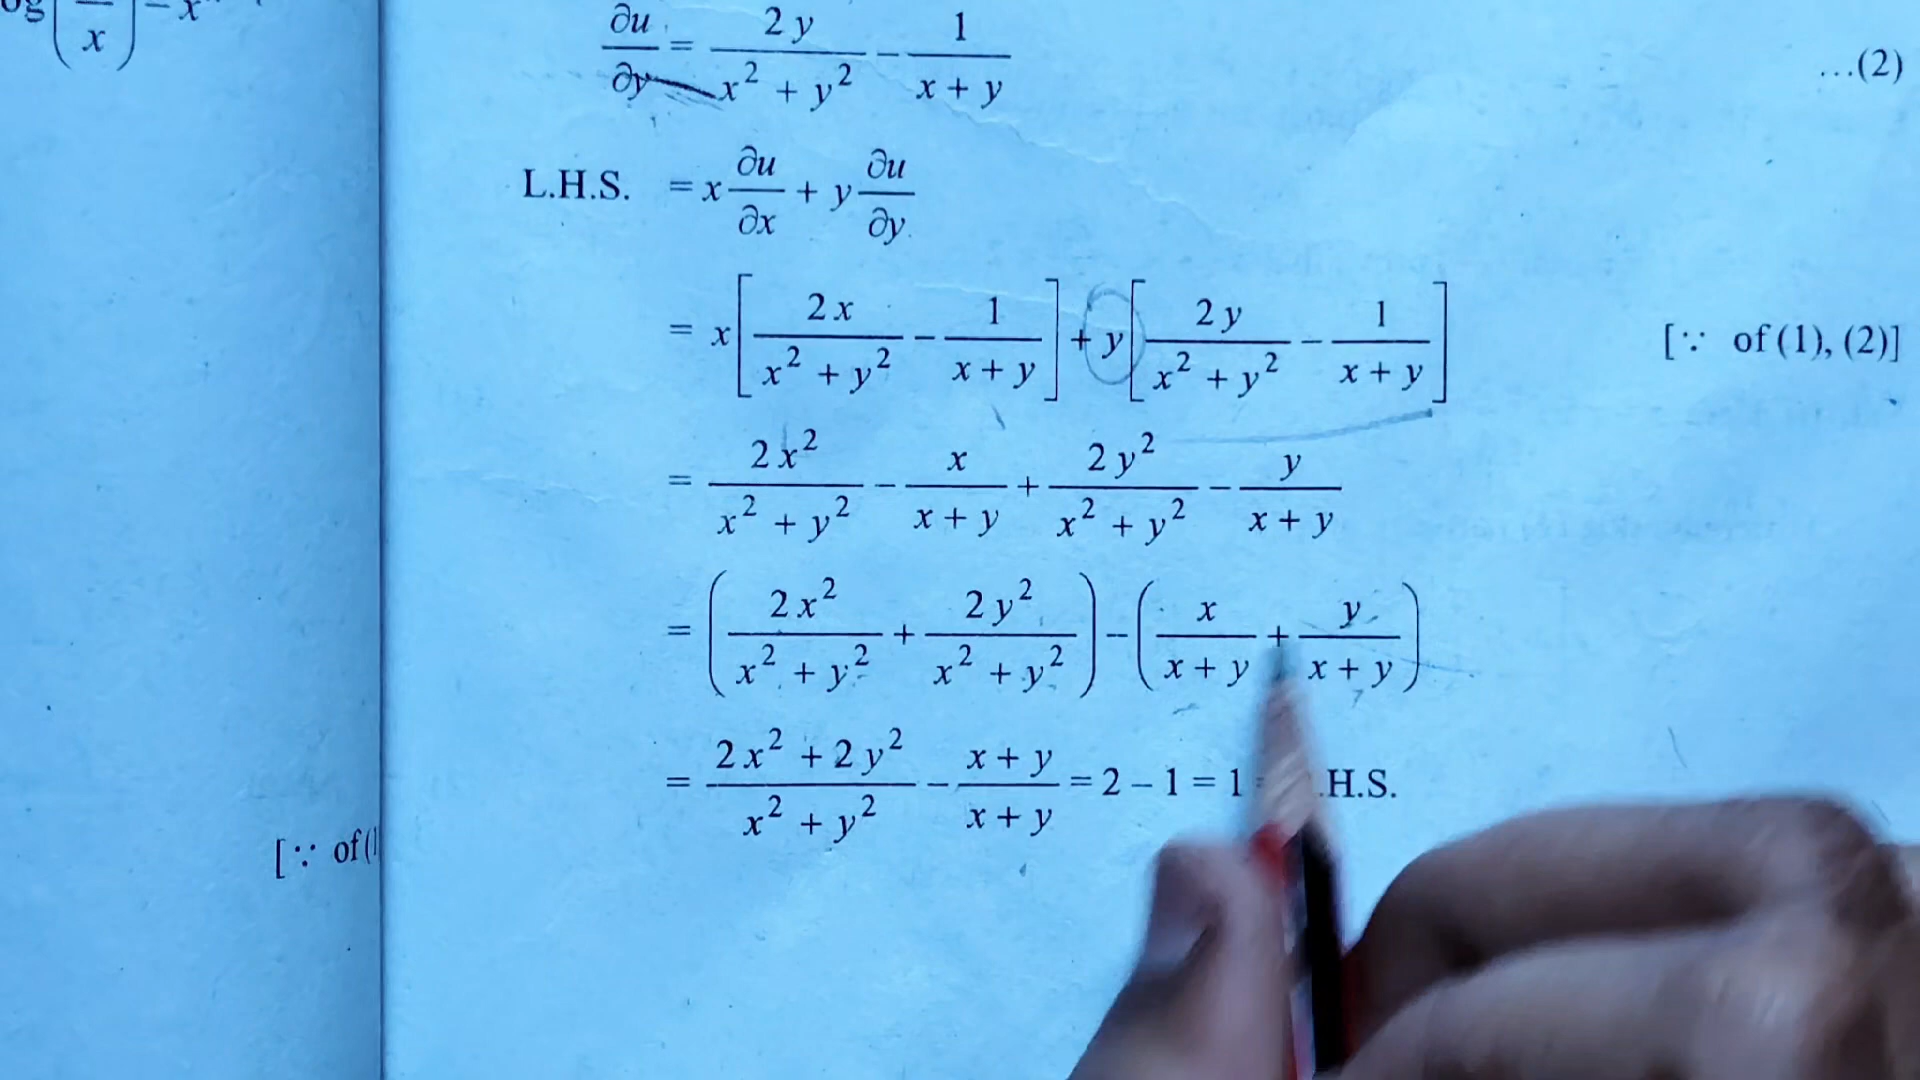 x
∂u/∂y = 2y/(x² + y²) − 1/(x + y) ...(2)
L.H.S. = x ∂u/∂x + y ∂u/∂y
= x[2x/(x² + y²) − 1/(x + y)] + y[2y/(x² + y²) − 1/(x + y)] [∵ of (1), (2)]
= 2x²/(x² + y²) − x/(x + y) + 2y²/(x² + y²) − y/(x + y)
= (2x²/(x² + y²) + 2y²/(x² + y²)) − (x/(x + y) + y/(x + y))
= (2x² + 2y²)/(x² + y²) − (x + y)/(x + y) = 2 − 1 = 1 .H.S.
[∵ of (